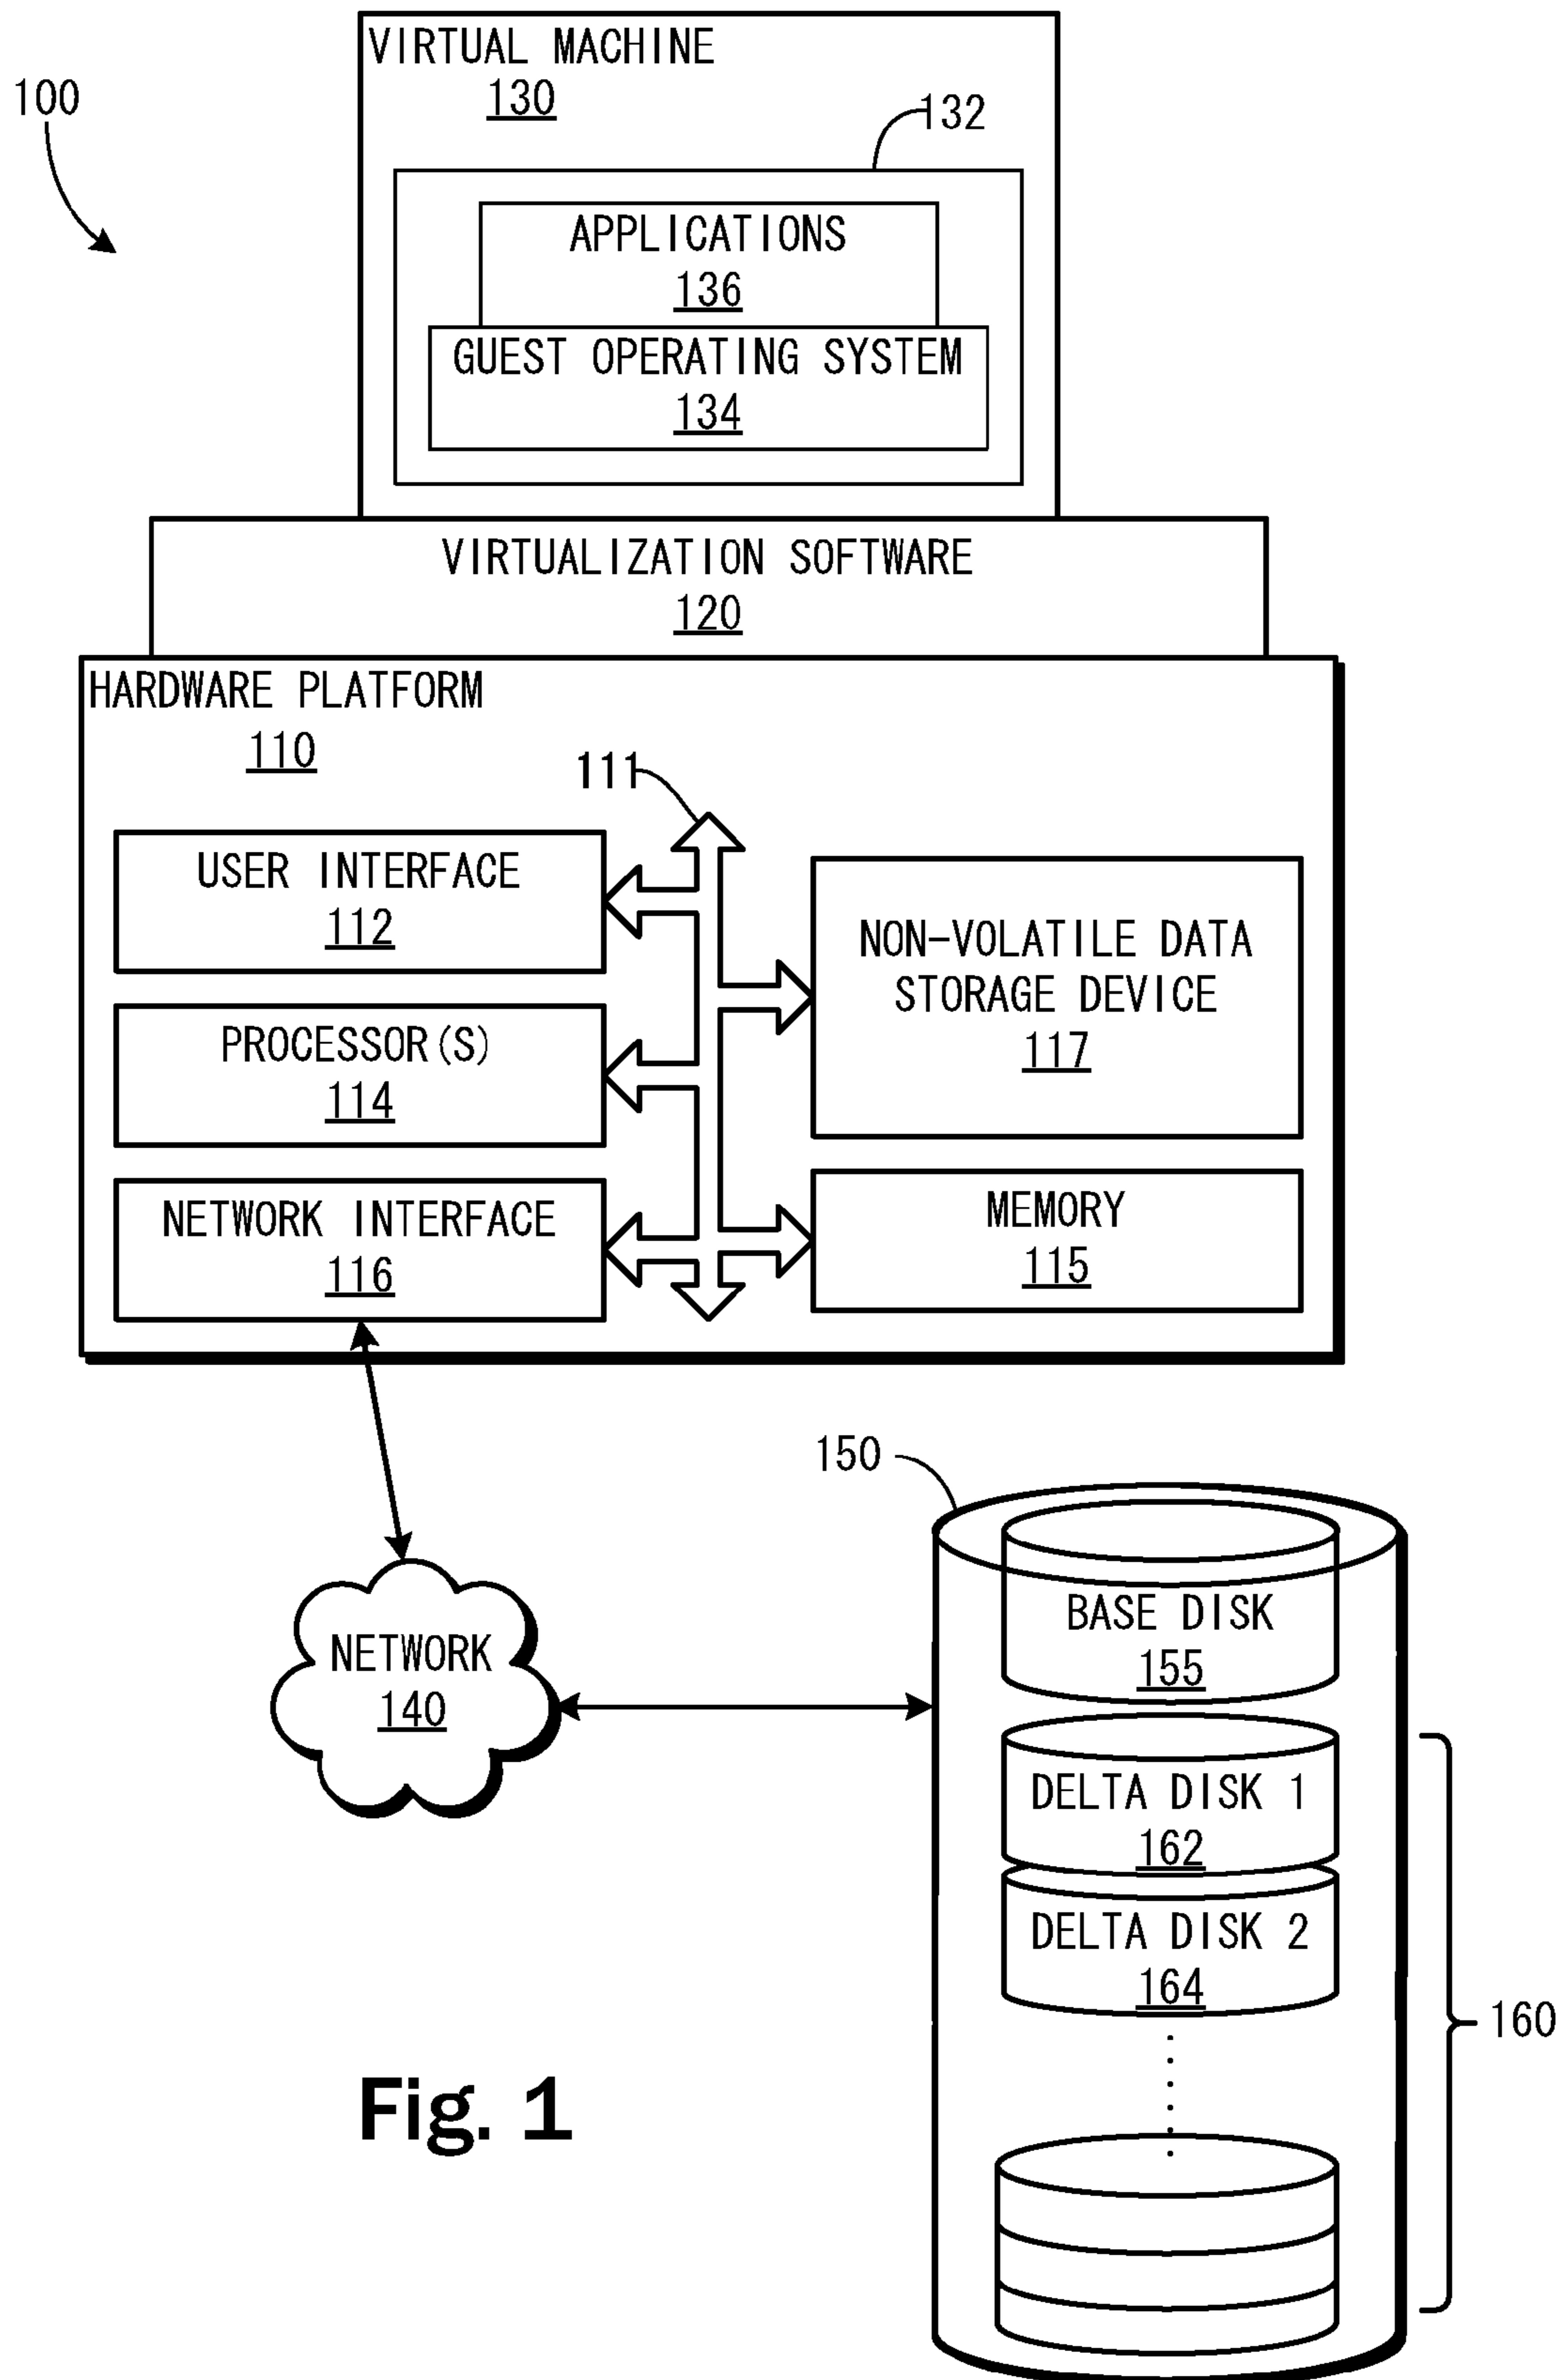 VIRTUAL MACHINE
130
100
132
APPLICATIONS
136
GUEST OPERATING SYSTEM
134
VIRTUALIZATION SOFTWARE
120
HARDWARE PLATFORM
110
111
USER INTERFACE
112
NON-VOLATILE DATA
STORAGE DEVICE
117
PROCESSOR(S)
114
NETWORK INTERFACE
116
MEMORY
115
150
BASE DISK
155
NETWORK
140
DELTA DISK 1
162
DELTA DISK 2
164
160
Fig. 1